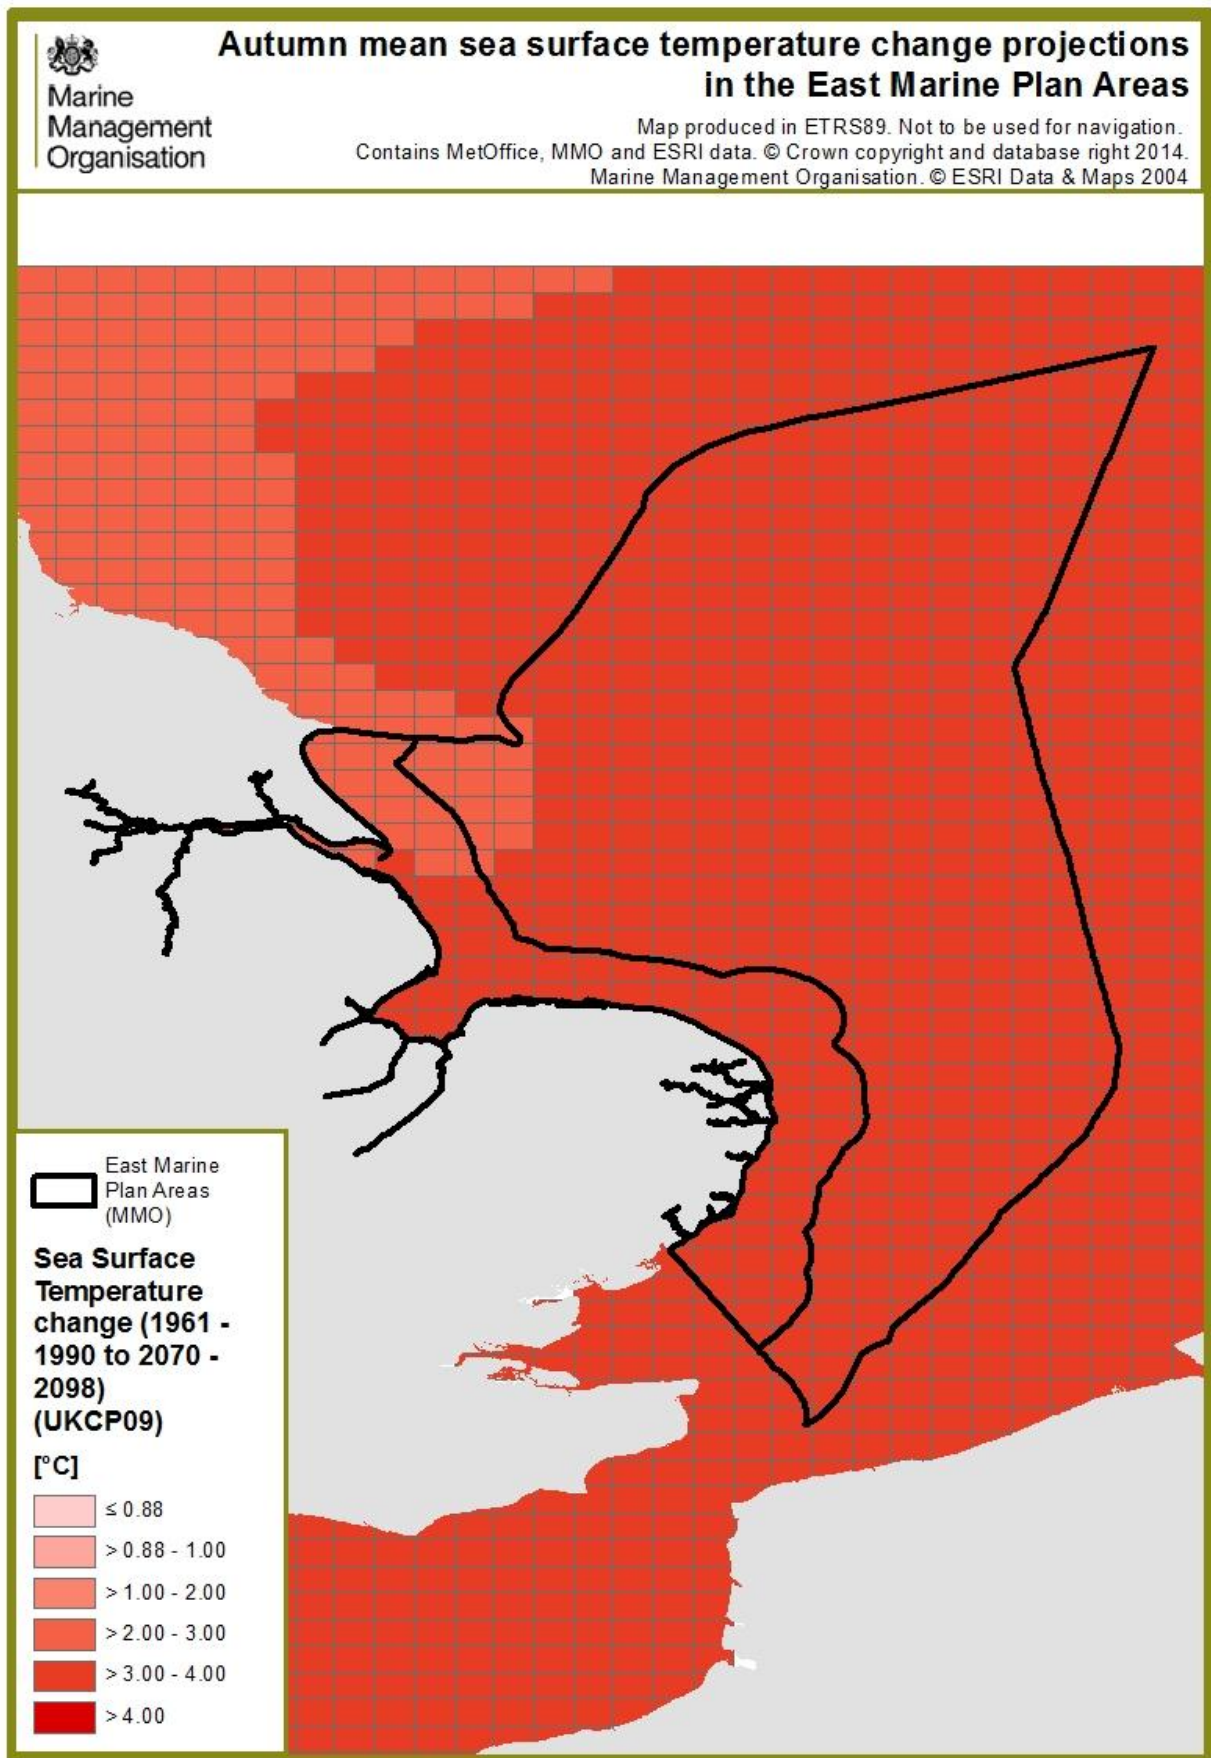 Marine
Management
Organisation
Autumn mean sea surface temperature change projections
in the East Marine Plan Areas
Map produced in ETRS89. Not to be used for navigation.
Contains MetOffice, MMO and ESRI data. © Crown copyright and database right 2014.
Marine Management Organisation. © ESRI Data & Maps 2004
East Marine
Plan Areas
(MMO)
Sea Surface
Temperature
change (1961 -
1990 to 2070 -
2098)
(UKCP09)
[°C]
≤ 0.88
> 0.88 - 1.00
> 1.00 - 2.00
> 2.00 - 3.00
> 3.00 - 4.00
> 4.00